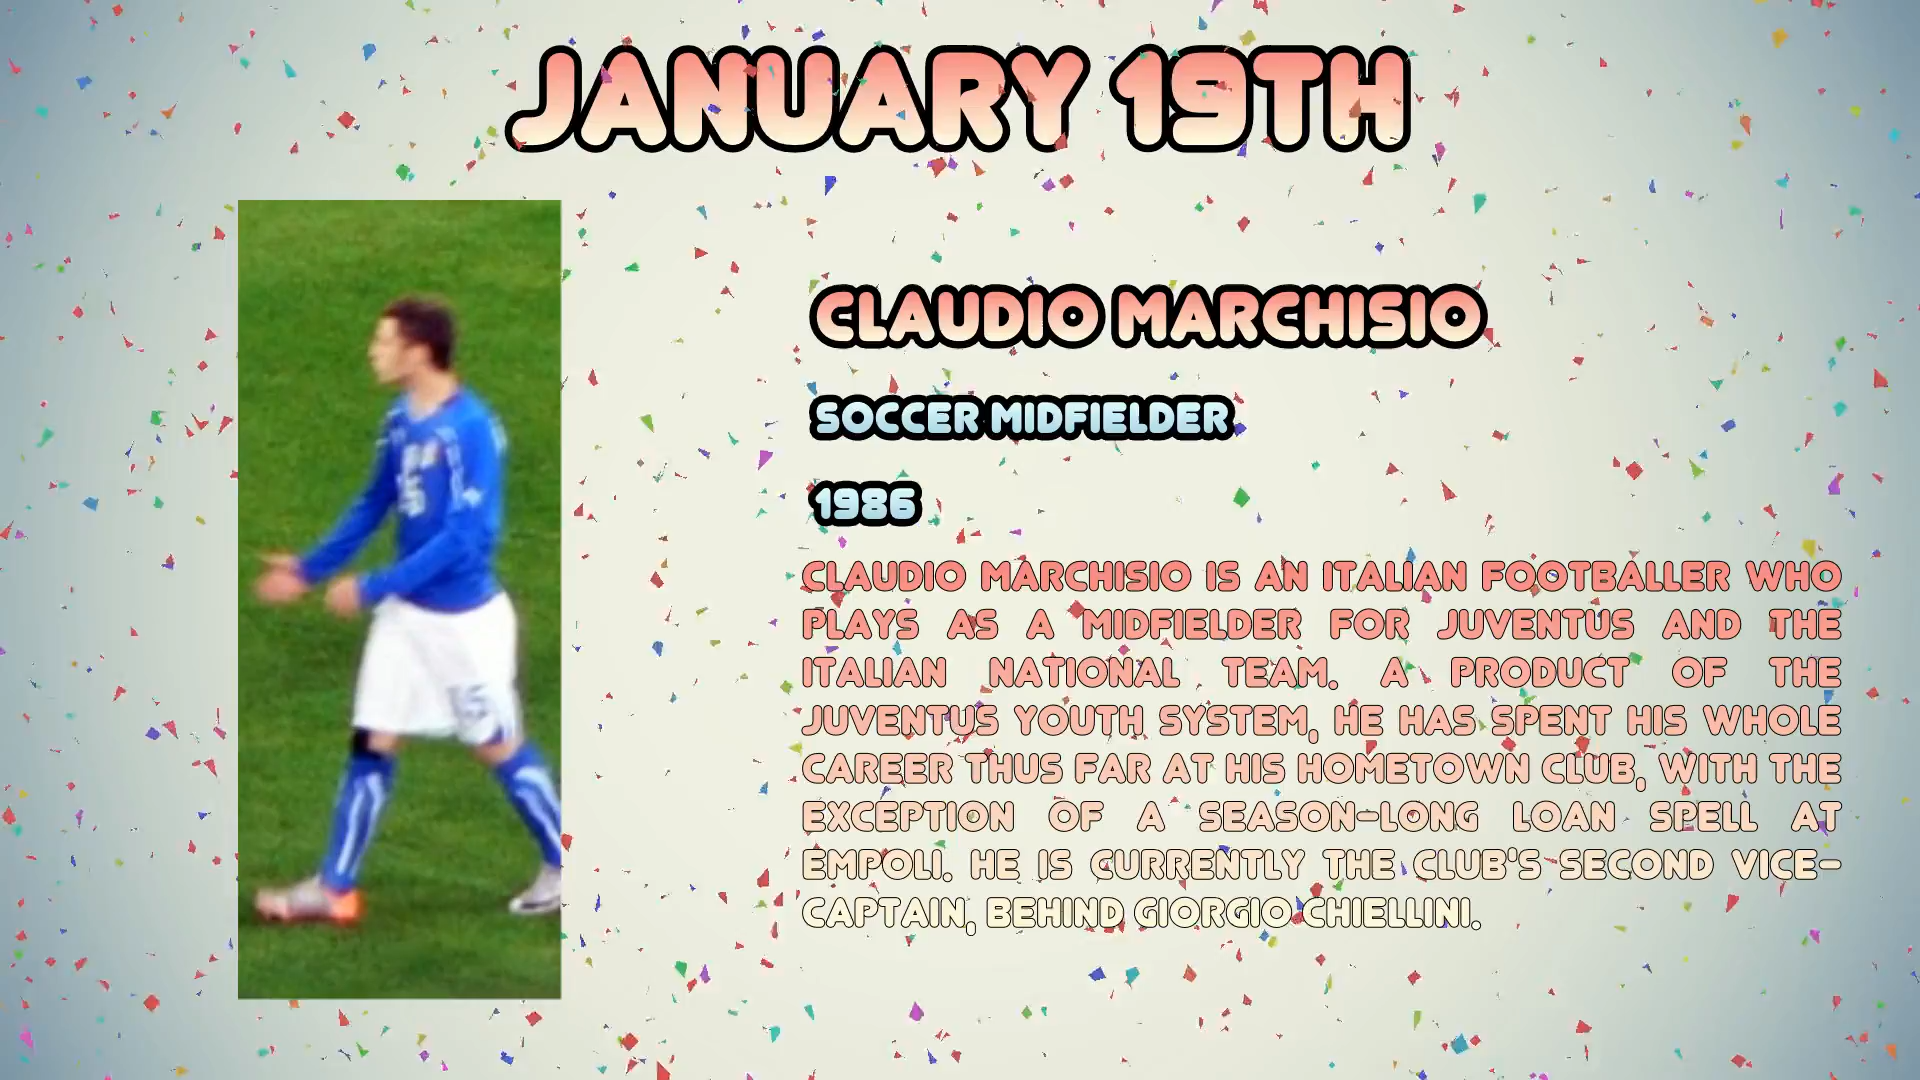 JANUARY 19TH
CLAUDIO MARCHISIO
SOCCER MIDFIELDER
1986
CLAUDIO MARCHISIO IS AN ITALIAN FOOTBALLER WHO
PLAYS AS A MIDFIELDER FOR JUVENTUS AND THE
ITALIAN NATIONAL TEAM. A PRODUCT OF THE
JUVENTUS YOUTH SYSTEM, HE HAS SPENT HIS WHOLE
CAREER THUS FAR AT HIS HOMETOWN CLUB, WITH THE
EXCEPTION OF A SEASON-LONG LOAN SPELL AT
EMPOLI. HE IS CURRENTLY THE CLUB'S SECOND VICE-
CAPTAIN, BEHIND GIORGIO CHIELLINI.